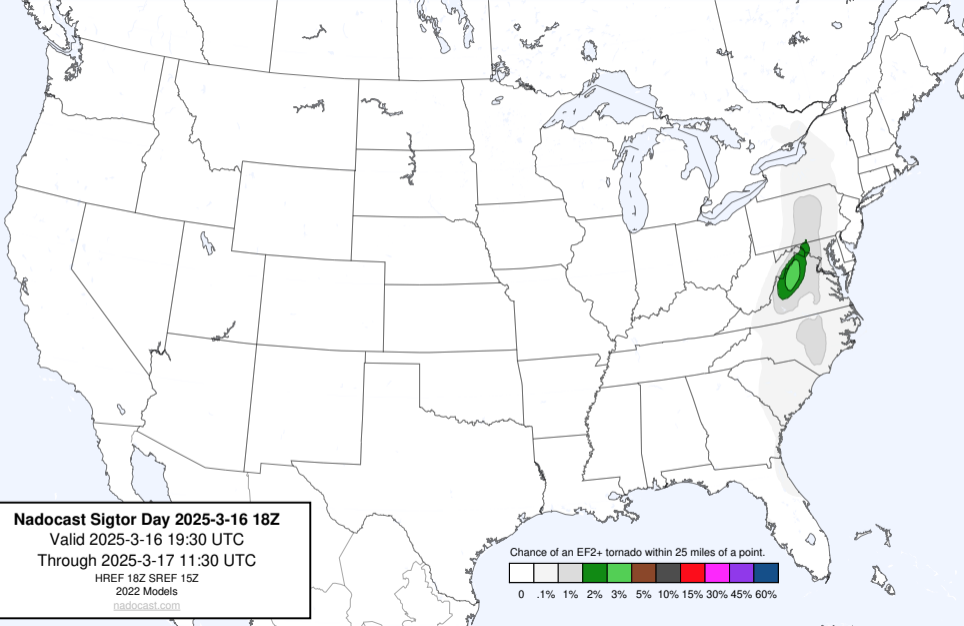 Nadocast Sigtor Day 2025-3-16 18Z
Valid 2025-3-16 19:30 UTC
Through 2025-3-17 11:30 UTC
HREF 18Z SREF 15Z
2022 Models
nadocast.com
Chance of an EF2+ tornado within 25 miles of a point.
0 .1% 1% 2% 3% 5% 10% 15% 30% 45% 60%